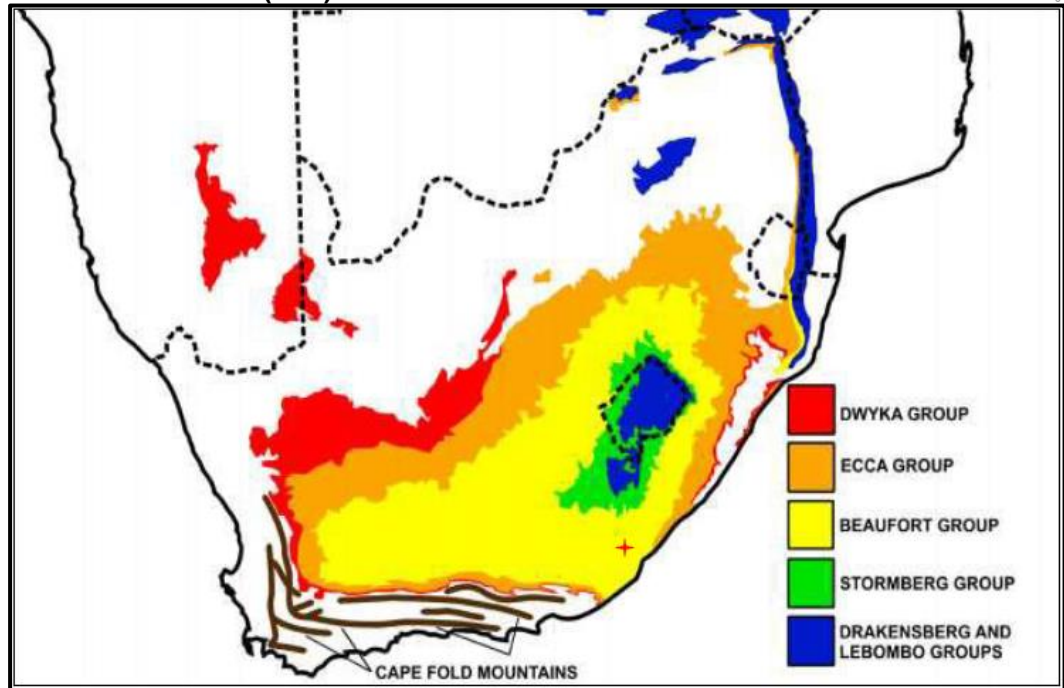 DWYKA GROUP
ECCA GROUP
BEAUFORT GROUP
STORMBERG GROUP
DRAKENSBERG AND
LEBOMBO GROUPS
CAPE FOLD MOUNTAINS